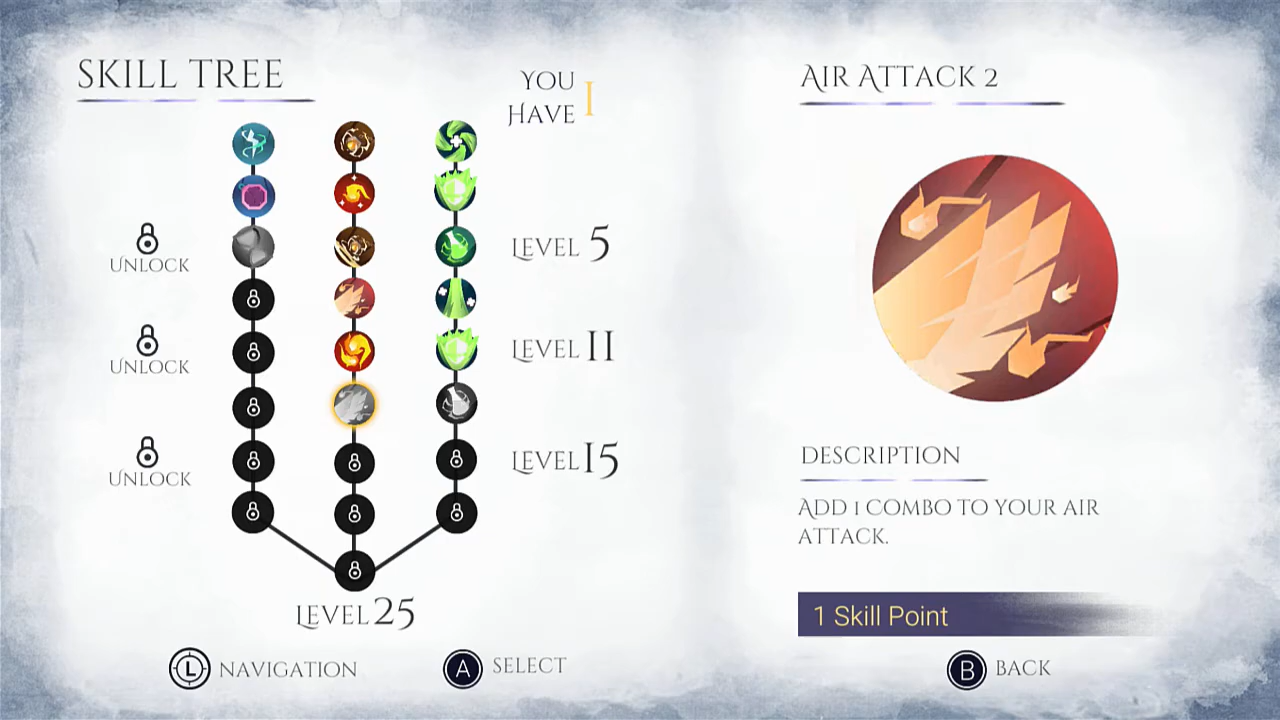 SKILL TREE
YOU HAVE 1
UNLOCK
LEVEL 5
UNLOCK
LEVEL 11
UNLOCK
LEVEL 15
LEVEL 25
L NAVIGATION
A SELECT
AIR ATTACK 2
DESCRIPTION
ADD 1 COMBO TO YOUR AIR
ATTACK.
1 Skill Point
B BACK